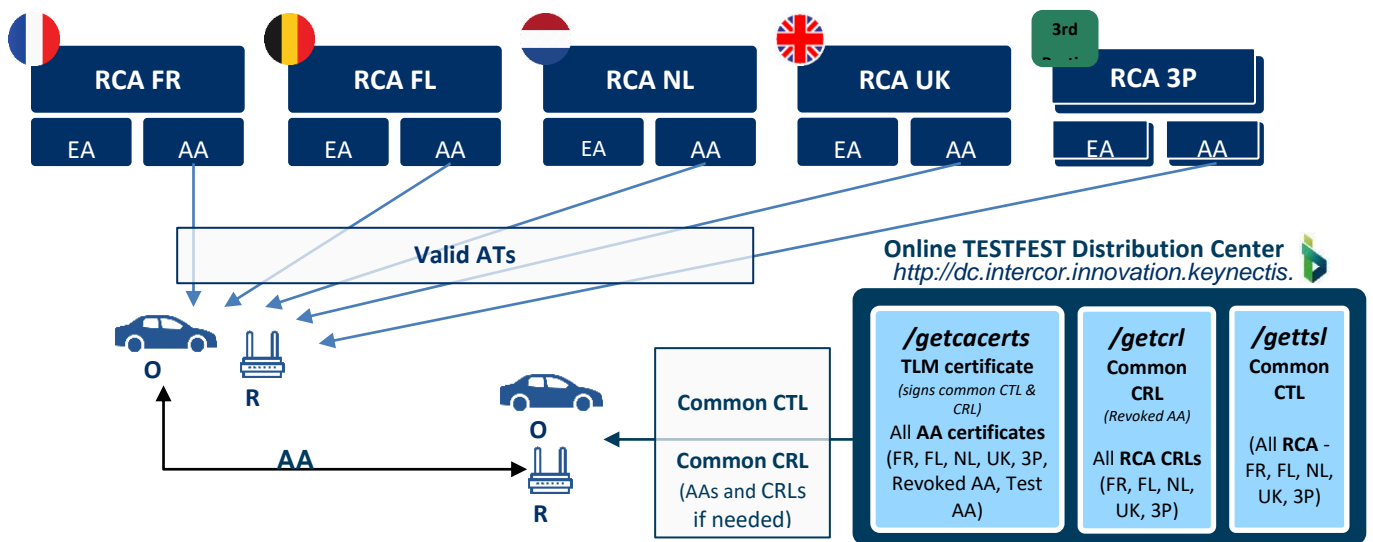 3rd
RCA FR
RCA FL
RCA NL
RCA UK
RCA 3P
EA
AA
EA
AA
EA
AA
EA
AA
EA
AA
Valid ATs
Online TESTFEST Distribution Center
http://dc.intercor.innovation.keynectis.
O
R
AA
O
R
Common CTL
Common CRL
(AAs and CRLs
if needed)
/getcacerts
TLM certificate
(signs common CTL &
CRL)
All AA certificates
(FR, FL, NL, UK, 3P,
Revoked AA, Test
AA)
/getcrl
Common
CRL
(Revoked AA)
All RCA CRLs
(FR, FL, NL,
UK, 3P)
/gettsl
Common
CTL
(All RCA -
FR, FL, NL,
UK, 3P)